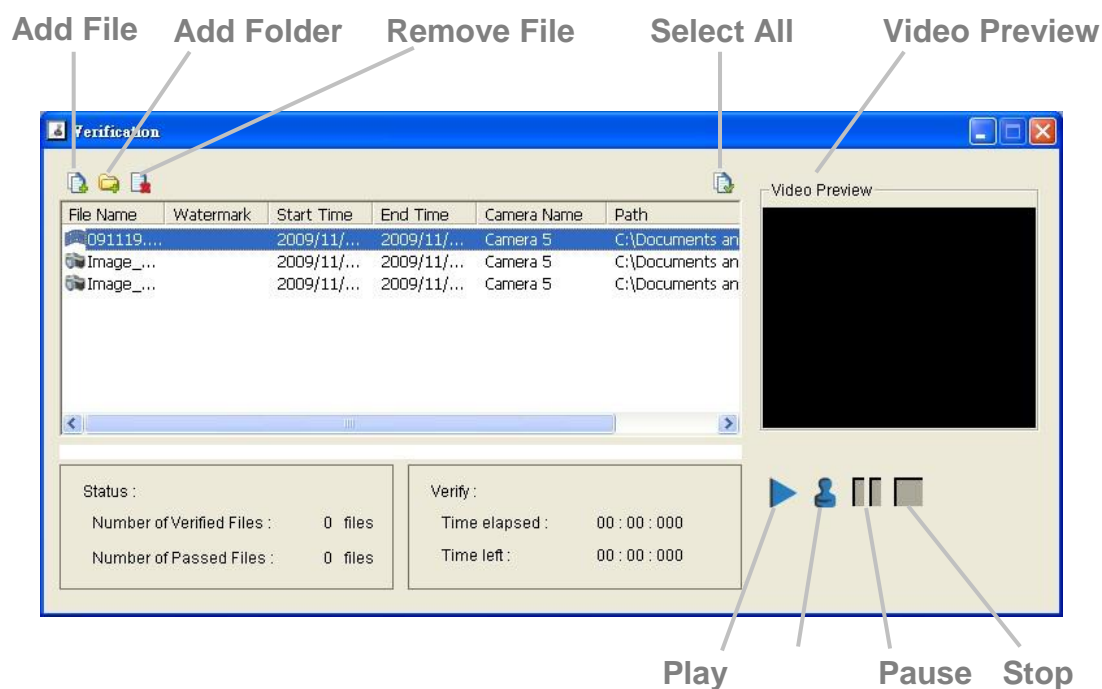 Add File Add Folder Remove File Select All Video Preview
Verification
Video Preview
File Name Watermark Start Time End Time Camera Name Path
091119.... 2009/11/... 2009/11/... Camera 5 C:\Documents an
Image_... 2009/11/... 2009/11/... Camera 5 C:\Documents an
Image_... 2009/11/... 2009/11/... Camera 5 C:\Documents an
Status :
Number of Verified Files : 0 files
Number of Passed Files : 0 files
Verify :
Time elapsed : 00 : 00 : 000
Time left : 00 : 00 : 000
Play Pause Stop